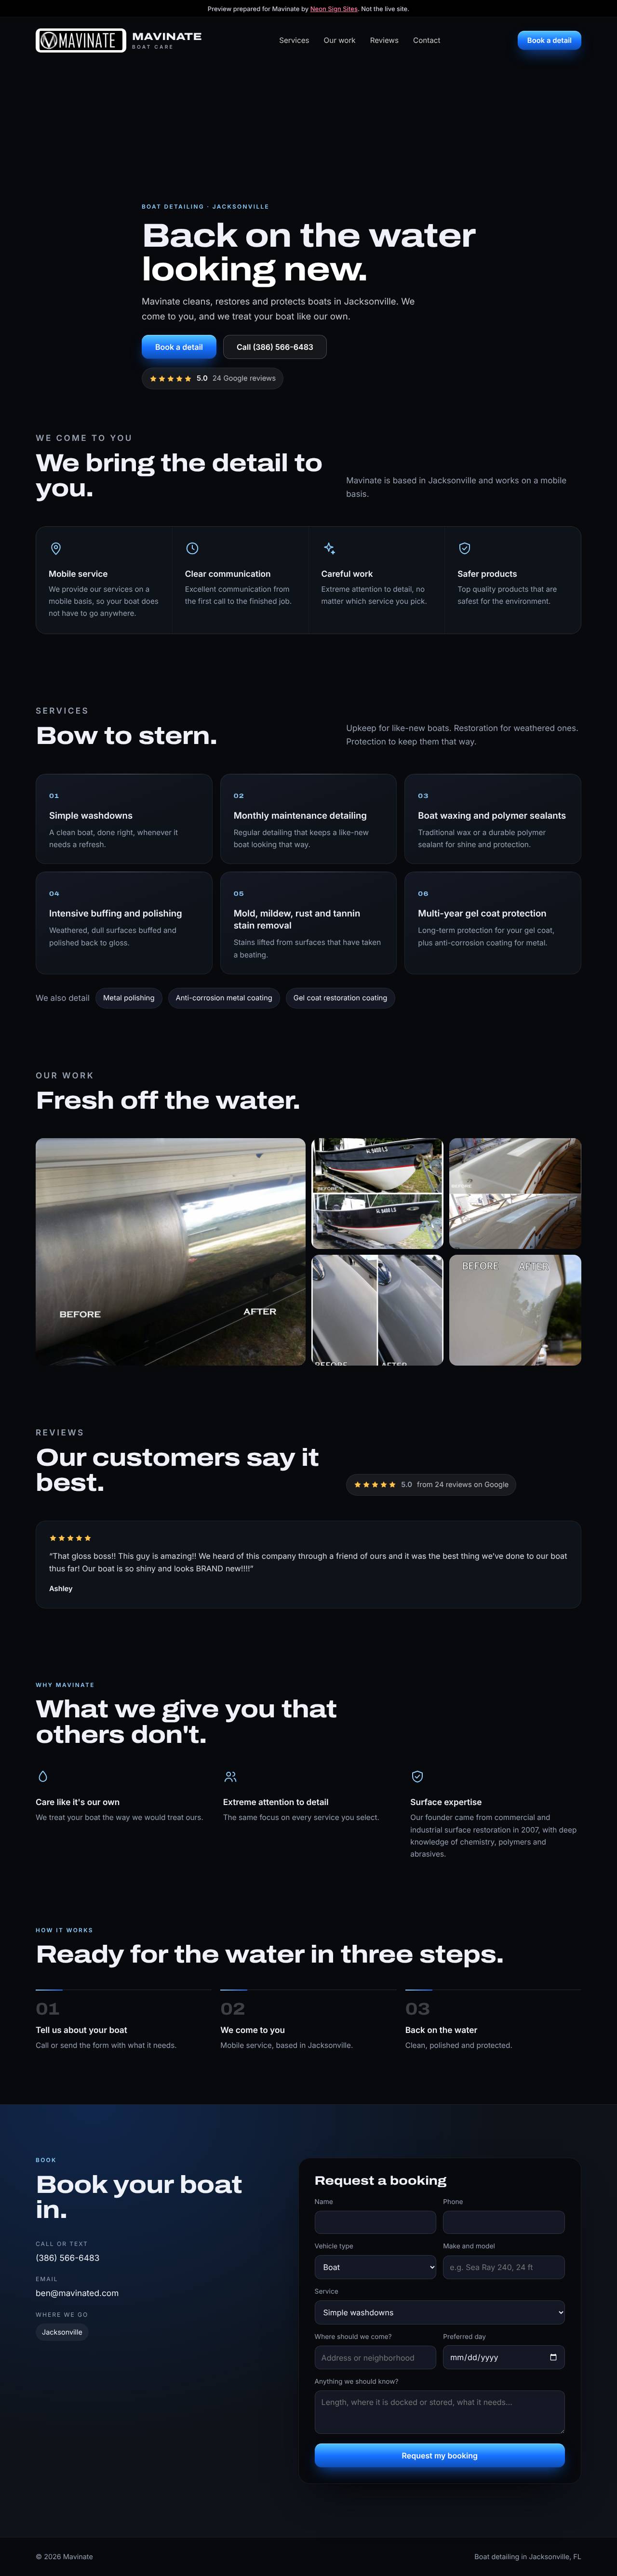 Preview prepared for Mavinate by Neon Sign Sites. Not the live site.
MAVINATE
MAVINATE
BOAT CARE
Services
Our work
Reviews
Contact
Book a detail
BOAT DETAILING · JACKSONVILLE
Back on the water
looking new.
Mavinate cleans, restores and protects boats in Jacksonville. We
come to you, and we treat your boat like our own.
Book a detail
Call (386) 566-6483
5.0 24 Google reviews
WE COME TO YOU
We bring the detail to
you.
Mavinate is based in Jacksonville and works on a mobile
basis.
Mobile service
We provide our services on a
mobile basis, so your boat does
not have to go anywhere.
Clear communication
Excellent communication from
the first call to the finished job.
Careful work
Extreme attention to detail, no
matter which service you pick.
Safer products
Top quality products that are
safest for the environment.
SERVICES
Bow to stern.
Upkeep for like-new boats. Restoration for weathered ones.
Protection to keep them that way.
01
Simple washdowns
A clean boat, done right, whenever it
needs a refresh.
02
Monthly maintenance detailing
Regular detailing that keeps a like-new
boat looking that way.
03
Boat waxing and polymer sealants
Traditional wax or a durable polymer
sealant for shine and protection.
04
Intensive buffing and polishing
Weathered, dull surfaces buffed and
polished back to gloss.
05
Mold, mildew, rust and tannin
stain removal
Stains lifted from surfaces that have taken
a beating.
06
Multi-year gel coat protection
Long-term protection for your gel coat,
plus anti-corrosion coating for metal.
We also detail
Metal polishing
Anti-corrosion metal coating
Gel coat restoration coating
OUR WORK
Fresh off the water.
BEFORE
AFTER
BEFORE
BEFORE
AFTER
BEFORE
AFTER
REVIEWS
Our customers say it
best.
5.0 from 24 reviews on Google
“That gloss boss!! This guy is amazing!! We heard of this company through a friend of ours and it was the best thing we've done to our boat
thus far! Our boat is so shiny and looks BRAND new!!!!”
Ashley
WHY MAVINATE
What we give you that
others don't.
Care like it's our own
We treat your boat the way we would treat ours.
Extreme attention to detail
The same focus on every service you select.
Surface expertise
Our founder came from commercial and
industrial surface restoration in 2007, with deep
knowledge of chemistry, polymers and
abrasives.
HOW IT WORKS
Ready for the water in three steps.
01
Tell us about your boat
Call or send the form with what it needs.
02
We come to you
Mobile service, based in Jacksonville.
03
Back on the water
Clean, polished and protected.
BOOK
Book your boat
in.
CALL OR TEXT
(386) 566-6483
EMAIL
ben@mavinated.com
WHERE WE GO
Jacksonville
Request a booking
Name
Phone
Vehicle type
Make and model
Boat
e.g. Sea Ray 240, 24 ft
Service
Simple washdowns
Where should we come?
Preferred day
Address or neighborhood
mm/dd/yyyy
Anything we should know?
Length, where it is docked or stored, what it needs...
Request my booking
© 2026 Mavinate
Boat detailing in Jacksonville, FL